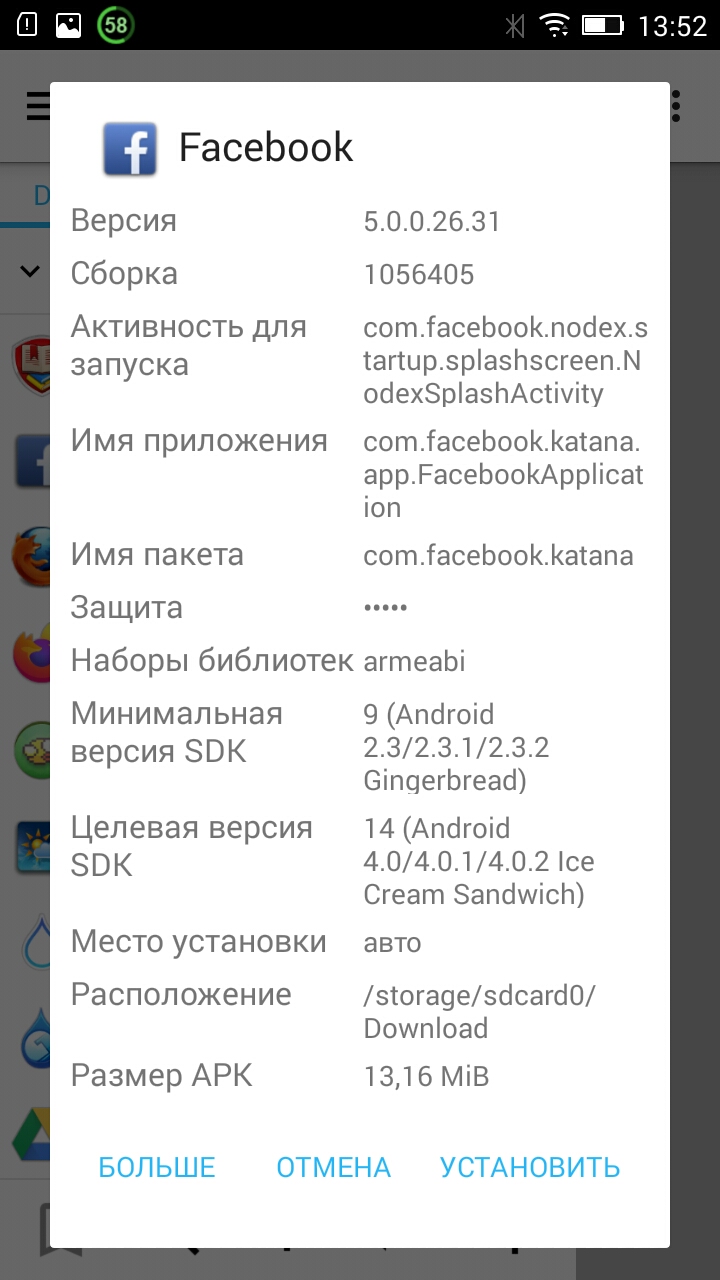 58
13:52
Facebook
D
Версия
5.0.0.26.31
Сборка
1056405
Активность для
запуска
com.facebook.nodex.s
tartup.splashscreen.N
odexSplashActivity
Имя приложения
com.facebook.katana.
app.FacebookApplicat
ion
Имя пакета
com.facebook.katana
Защита
•••••
Наборы библиотек
armeabi
Минимальная
версия SDK
9 (Android
2.3/2.3.1/2.3.2
Gingerbread)
Целевая версия
SDK
14 (Android
4.0/4.0.1/4.0.2 Ice
Cream Sandwich)
Место установки
авто
Расположение
/storage/sdcard0/
Download
Размер APK
13,16 MiB
БОЛЬШЕ
ОТМЕНА
УСТАНОВИТЬ